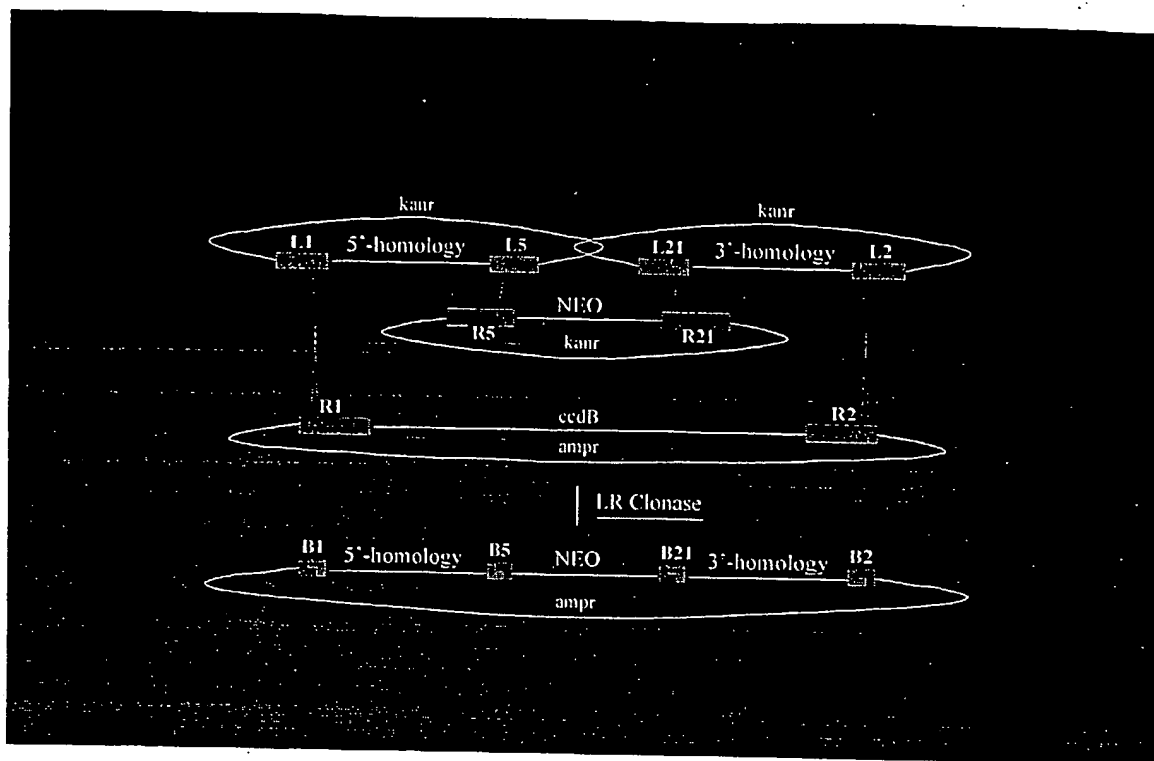 kanr kanr
L1 5'-homology L5 L21 3'-homology L2
NEO
R5 kanr R21
R1 ccdB R2
ampr
LR Clonase
B1 5'-homology B5 NEO B21 3'-homology B2
ampr